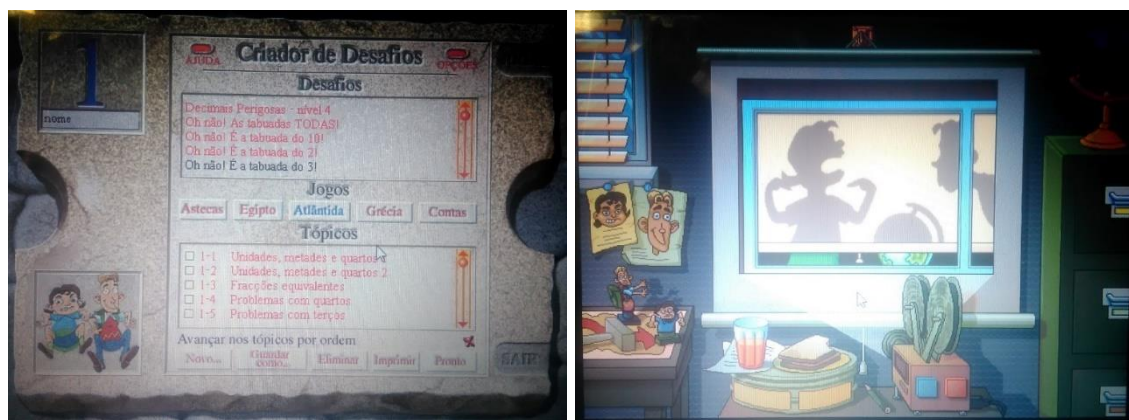 1
nome
AJUDA
Criador de Desafios
OPÇÕES
Desafios
Decimais Perigosas - nível 4
Oh não! As tabuadas TODAS!
Oh não! É a tabuada do 10!
Oh não! É a tabuada do 2!
Oh não! É a tabuada do 3!
Jogos
Astecas Egipto Atlântida Grécia Contas
Tópicos
1-1 Unidades, metades e quartos
1-2 Unidades, metades e quartos 2
1-3 Fracções equivalentes
1-4 Problemas com quartos
1-5 Problemas com terços
Avançar nos tópicos por ordem
Novo... Guardar como... Eliminar Imprimir Pronto
SAIR